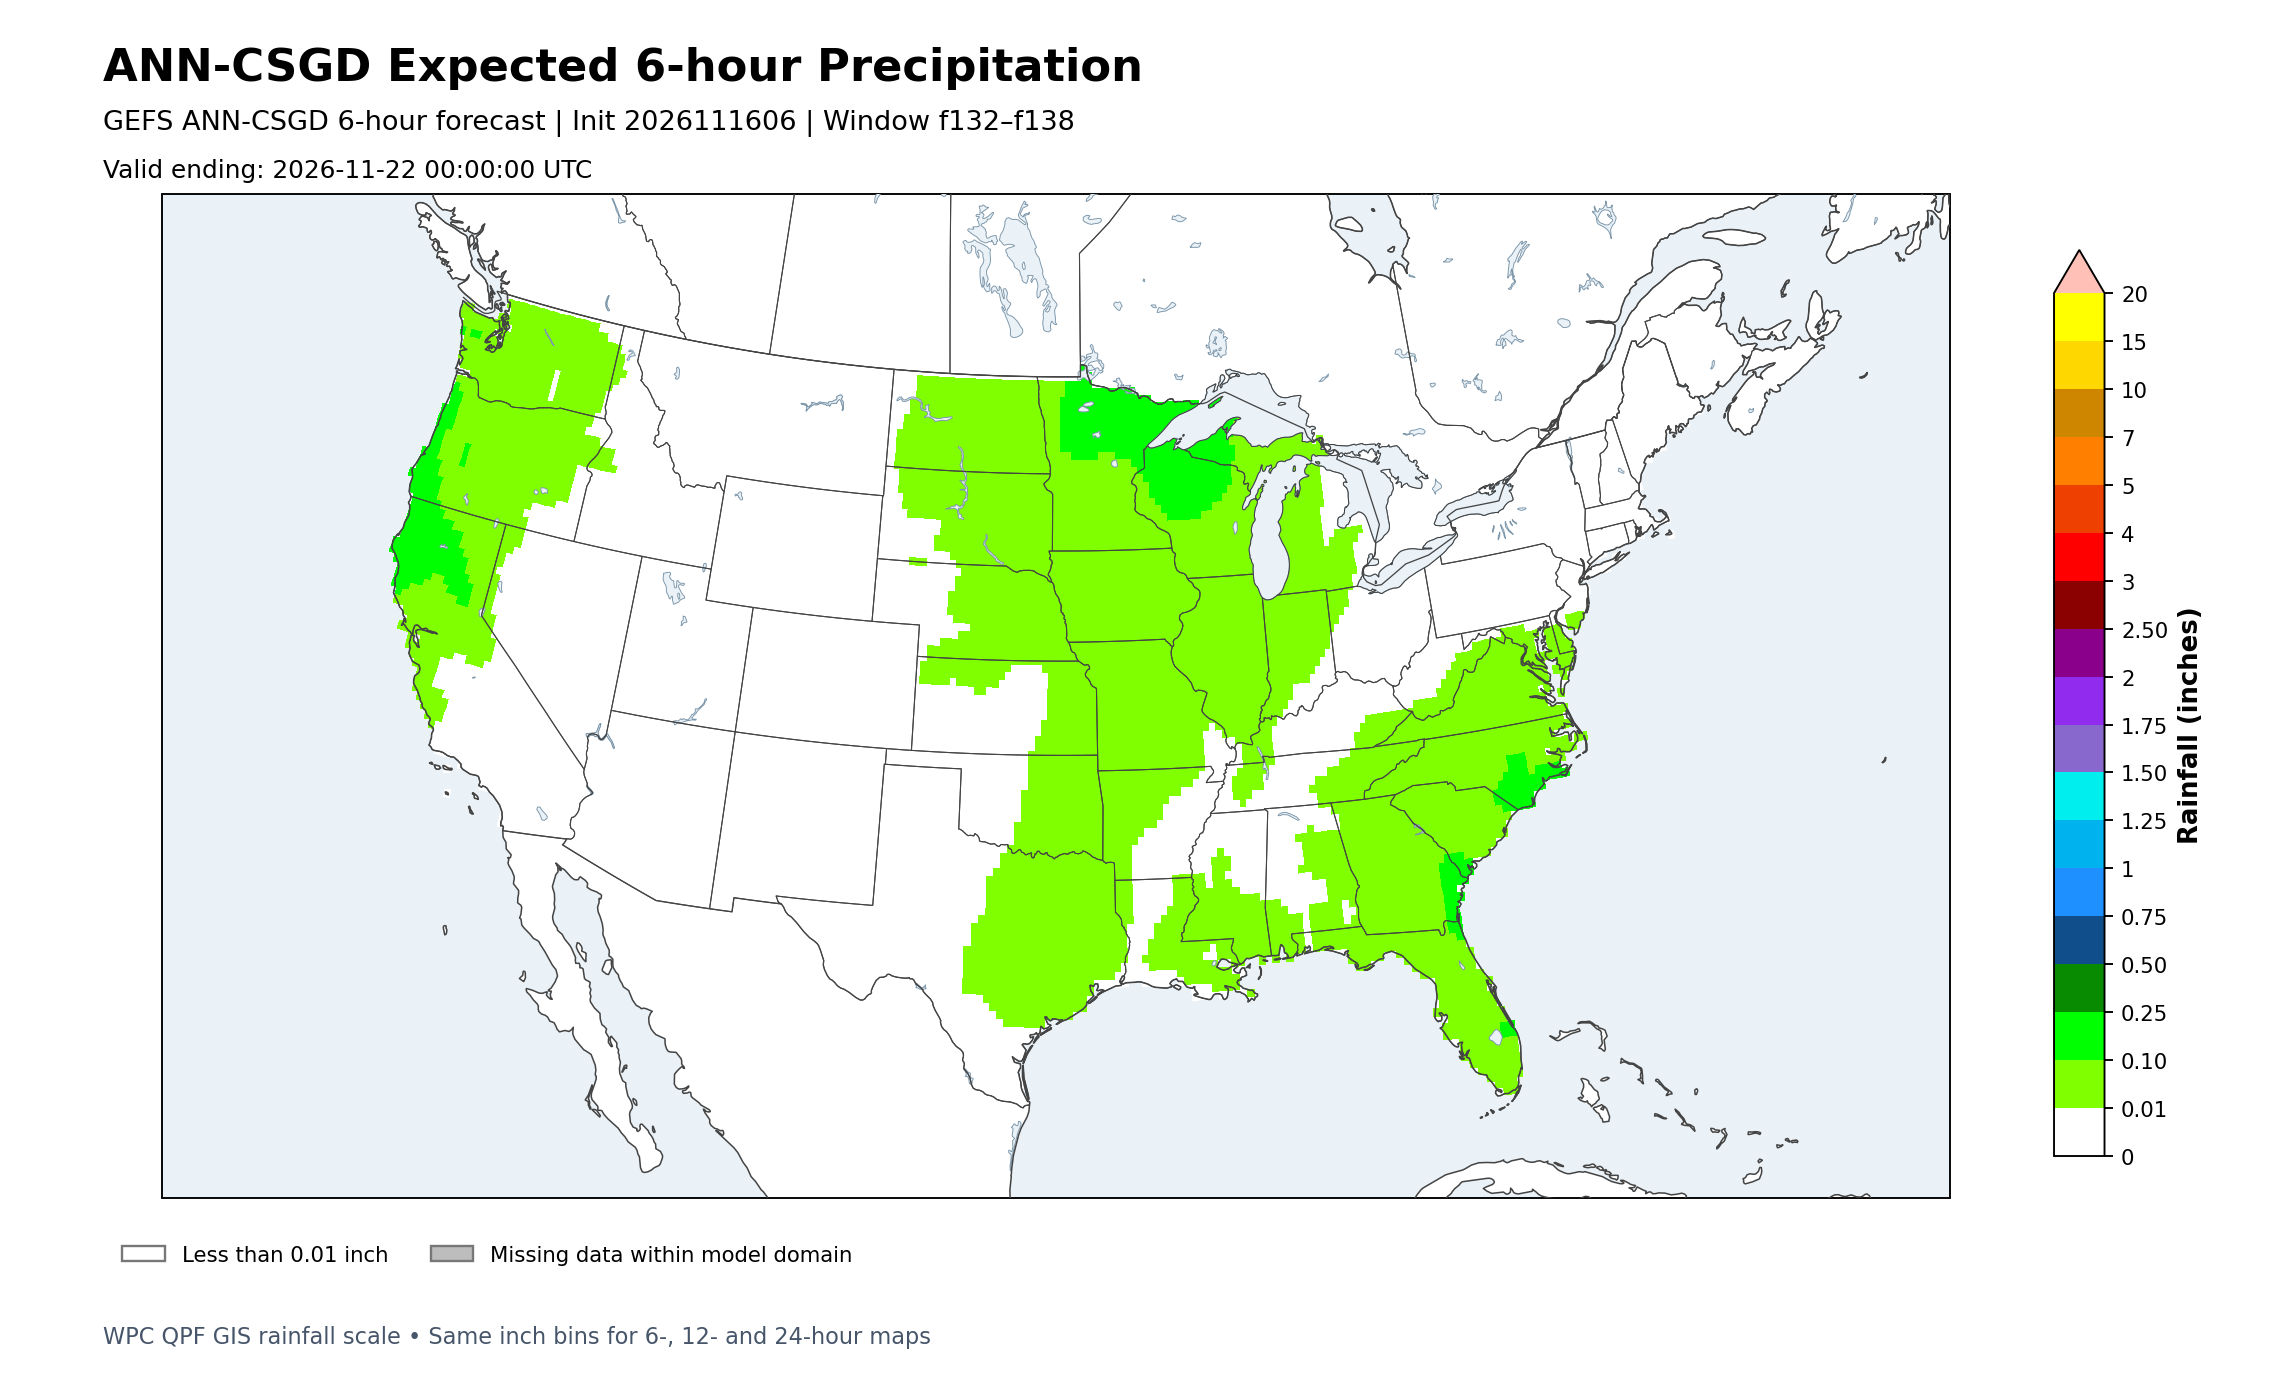 ANN-CSGD Expected 6-hour Precipitation
GEFS ANN-CSGD 6-hour forecast | Init 2026111606 | Window f132–f138
Valid ending: 2026-11-22 00:00:00 UTC
20
15
10
7
5
4
3
2.50
2
1.75
1.50
1.25
1
0.75
0.50
0.25
0.10
0.01
0
Rainfall (inches)
Less than 0.01 inch
Missing data within model domain
WPC QPF GIS rainfall scale • Same inch bins for 6-, 12- and 24-hour maps